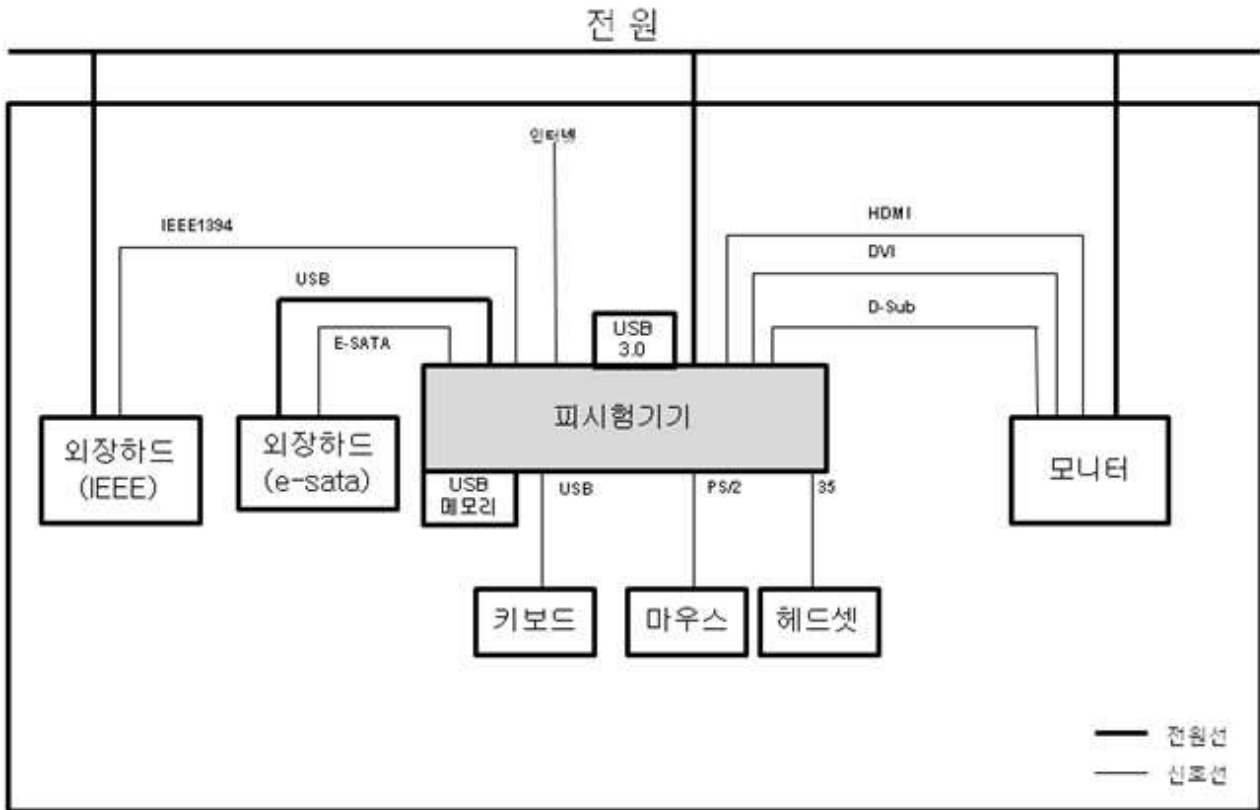 전 원
인터넷
IEEE1394
HDMI
USB
DVI
E-SATA
USB
3.0
D-Sub
피시험기기
외장하드
(IEEE)
외장하드
(e-sata)
모니터
USB
메모리
USB
PS/2
35
키보드
마우스
헤드셋
전원선
신호선